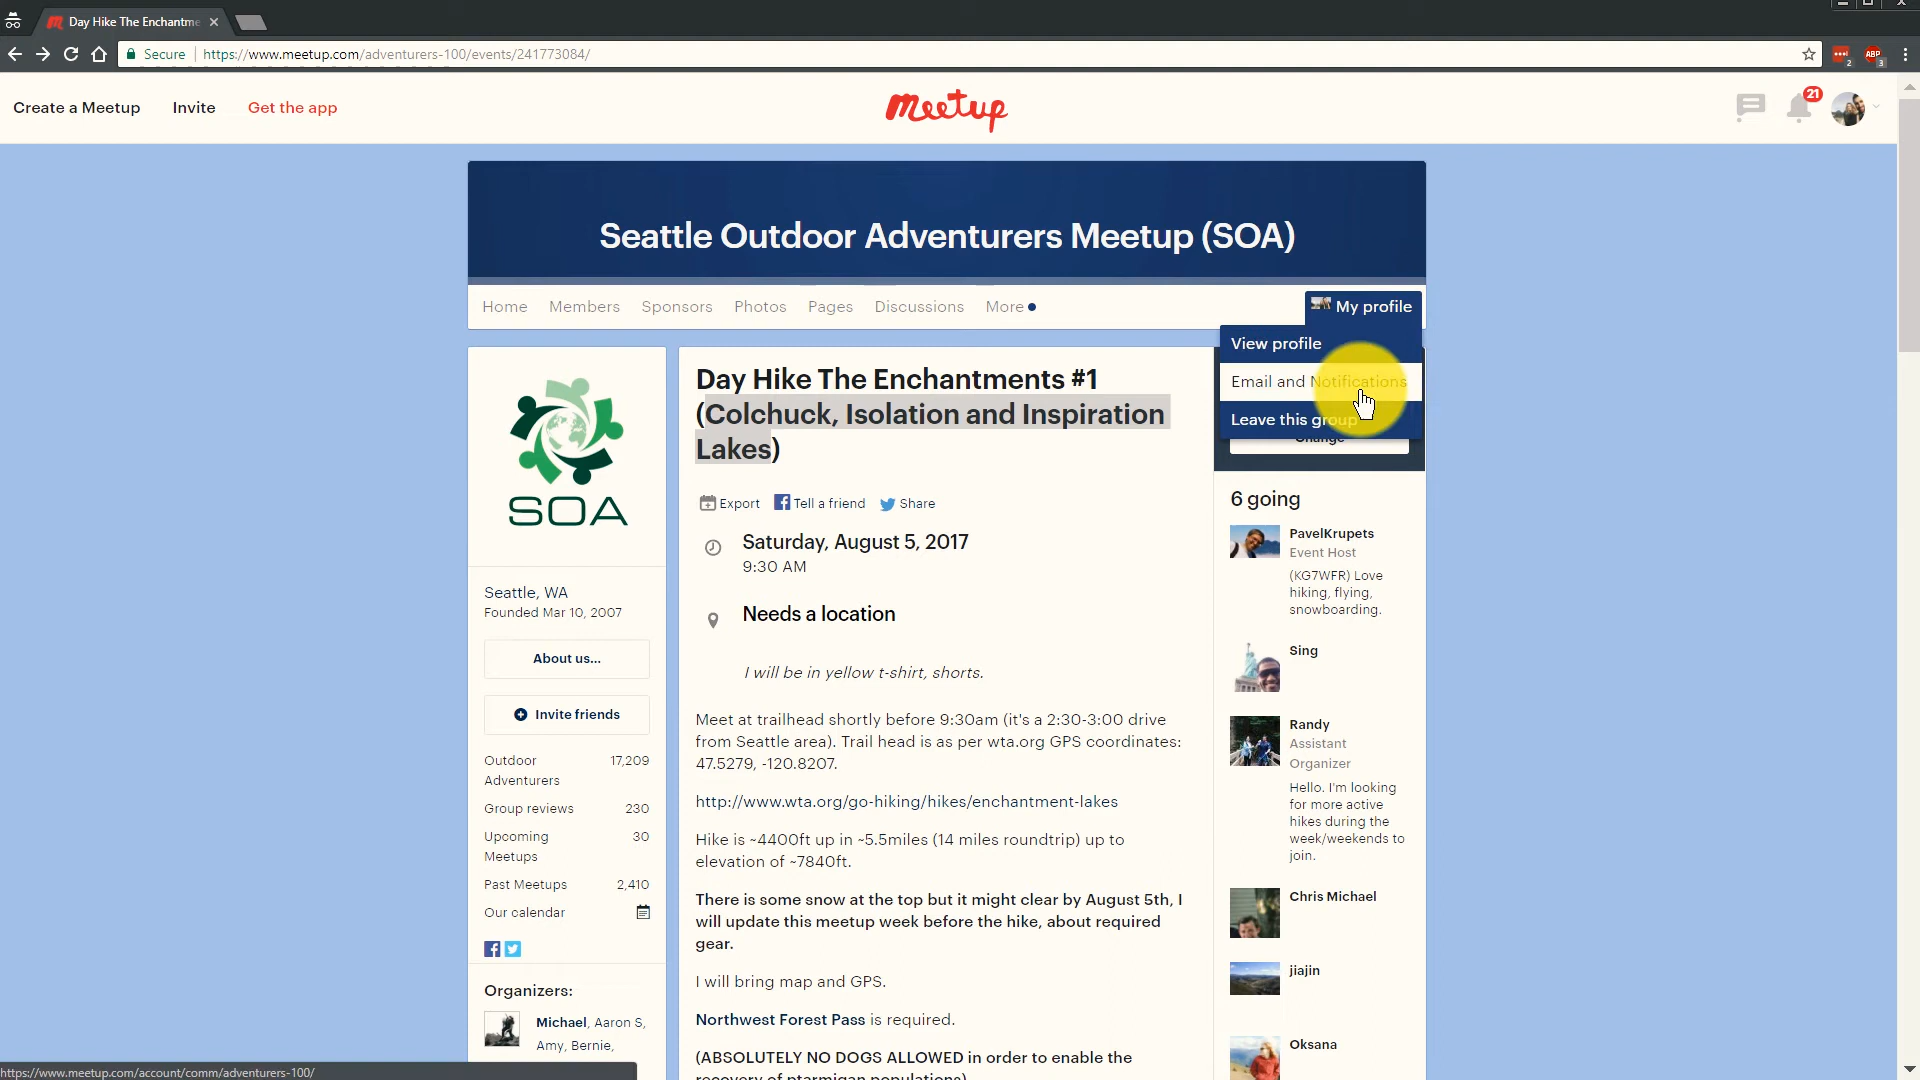 Day Hike The Enchantme
Secure
https://www.meetup.com/adventurers-100/events/241773084/
2
ABP
3
Create a Meetup
Invite
Get the app
meetup
21
Seattle Outdoor Adventurers Meetup (SOA)
Home
Members
Sponsors
Photos
Pages
Discussions
More
My profile
View profile
Email and Notifications
Leave this group
Change
SOA
Seattle, WA
Founded Mar 10, 2007
About us...
Invite friends
Outdoor 17,209
Adventurers
Group reviews 230
Upcoming 30
Meetups
Past Meetups 2,410
Our calendar
Organizers:
Michael, Aaron S,
Amy, Bernie,
Day Hike The Enchantments #1
(Colchuck, Isolation and Inspiration
Lakes)
Export
Tell a friend
Share
Saturday, August 5, 2017
9:30 AM
Needs a location
I will be in yellow t-shirt, shorts.
Meet at trailhead shortly before 9:30am (it's a 2:30-3:00 drive
from Seattle area). Trail head is as per wta.org GPS coordinates:
47.5279, -120.8207.
http://www.wta.org/go-hiking/hikes/enchantment-lakes
Hike is ~4400ft up in ~5.5miles (14 miles roundtrip) up to
elevation of ~7840ft.
There is some snow at the top but it might clear by August 5th, I
will update this meetup week before the hike, about required
gear.
I will bring map and GPS.
Northwest Forest Pass is required.
(ABSOLUTELY NO DOGS ALLOWED in order to enable the
recovery of ptarmigan populations)
6 going
PavelKrupets
Event Host
(KG7WFR) Love
hiking, flying,
snowboarding.
Sing
Randy
Assistant
Organizer
Hello. I'm looking
for more active
hikes during the
week/weekends to
join.
Chris Michael
jiajin
Oksana
https://www.meetup.com/account/comm/adventurers-100/